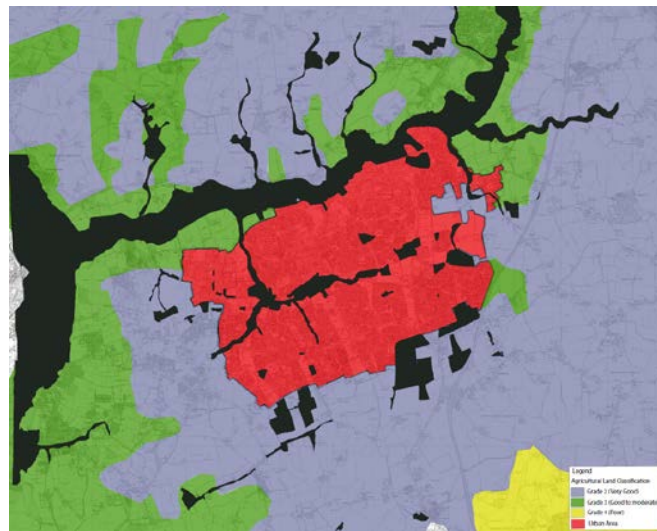 Legend
Agricultural Land Classification
Grade 2 (Very Good)
Grade 3 (Good to moderate)
Grade 4 (Poor)
Urban Area